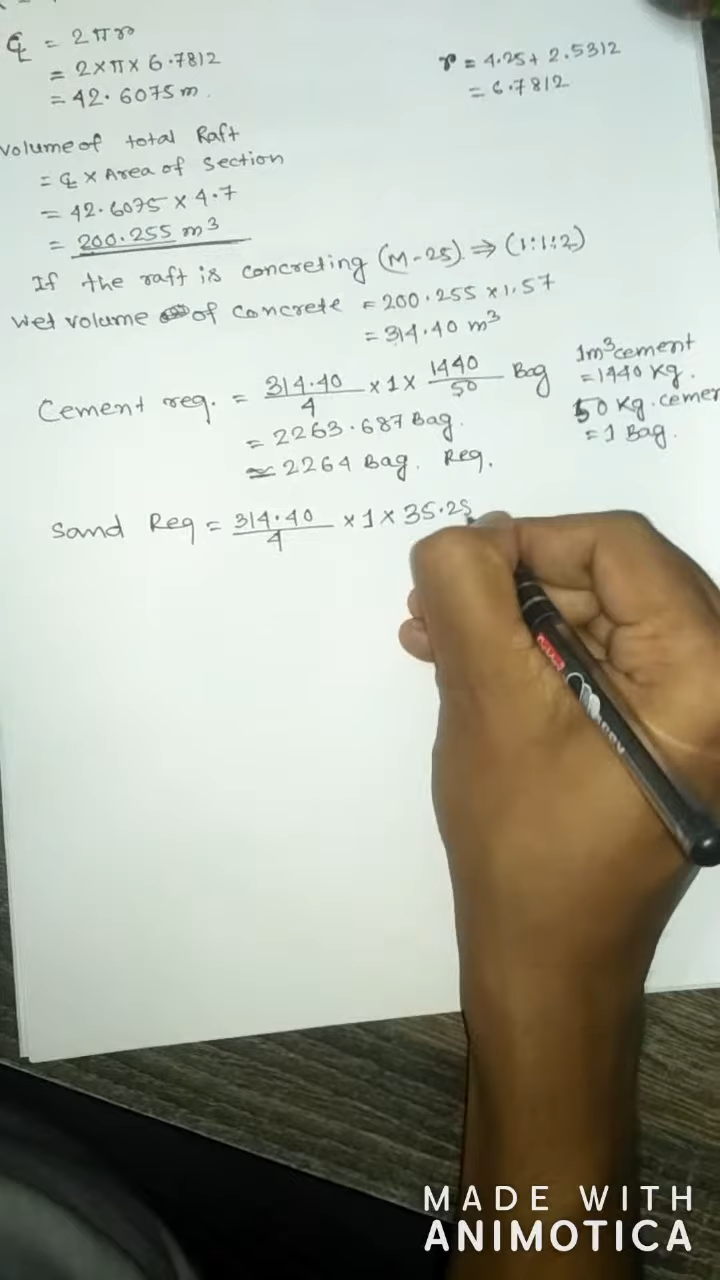 ℄ = 2πr
= 2×π×6.7812
= 42.6075 m.
r = 4.25 + 2.5312
= 6.7812
Volume of total Raft
= ℄ × Area of Section
= 42.6075 × 4.7
= 200.255 m³
If the raft is concreting (M-25) ⇒ (1:1:2)
Wet volume of concrete = 200.255 × 1.57
= 314.40 m³
Cement req. = 314.40/4 × 1 × 1440/50 Bag
= 2263.687 Bag.
≃ 2264 Bag. Req.
1m³ cement
= 1440 Kg.
50 Kg. cemen
= 1 Bag.
Sand Req = 314.40/4 × 1 × 35.25
MADE WITH
ANIMOTICA